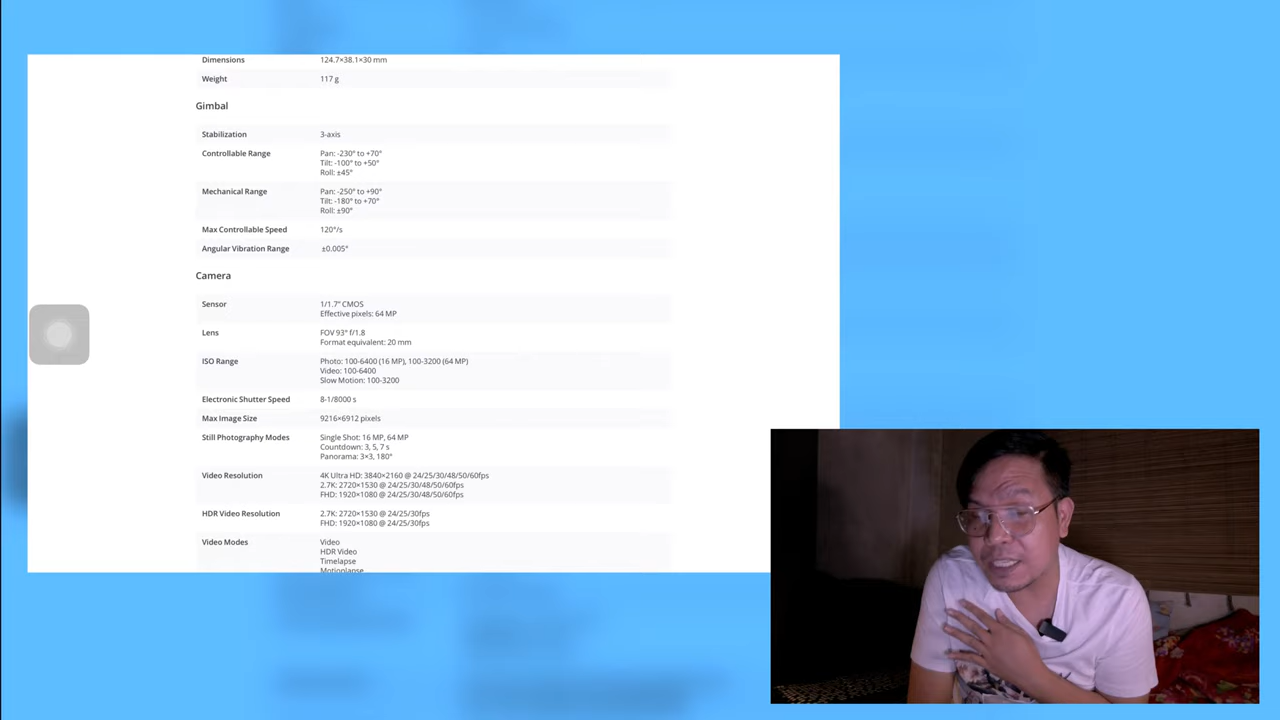 Dimensions 124.7×38.1×30 mm
Weight 117 g
Gimbal
Stabilization 3-axis
Controllable Range Pan: -230° to +70°
Tilt: -100° to +50°
Roll: ±45°
Mechanical Range Pan: -250° to +90°
Tilt: -180° to +70°
Roll: ±90°
Max Controllable Speed 120°/s
Angular Vibration Range ±0.005°
Camera
Sensor 1/1.7” CMOS
Effective pixels: 64 MP
Lens FOV 93° f/1.8
Format equivalent: 20 mm
ISO Range Photo: 100-6400 (16 MP), 100-3200 (64 MP)
Video: 100-6400
Slow Motion: 100-3200
Electronic Shutter Speed 8-1/8000 s
Max Image Size 9216×6912 pixels
Still Photography Modes Single Shot: 16 MP, 64 MP
Countdown: 3, 5, 7 s
Panorama: 3×3, 180°
Video Resolution 4K Ultra HD: 3840×2160 @ 24/25/30/48/50/60fps
2.7K: 2720×1530 @ 24/25/30/48/50/60fps
FHD: 1920×1080 @ 24/25/30/48/50/60fps
HDR Video Resolution 2.7K: 2720×1530 @ 24/25/30fps
FHD: 1920×1080 @ 24/25/30fps
Video Modes Video
HDR Video
Timelapse
Motionlapse